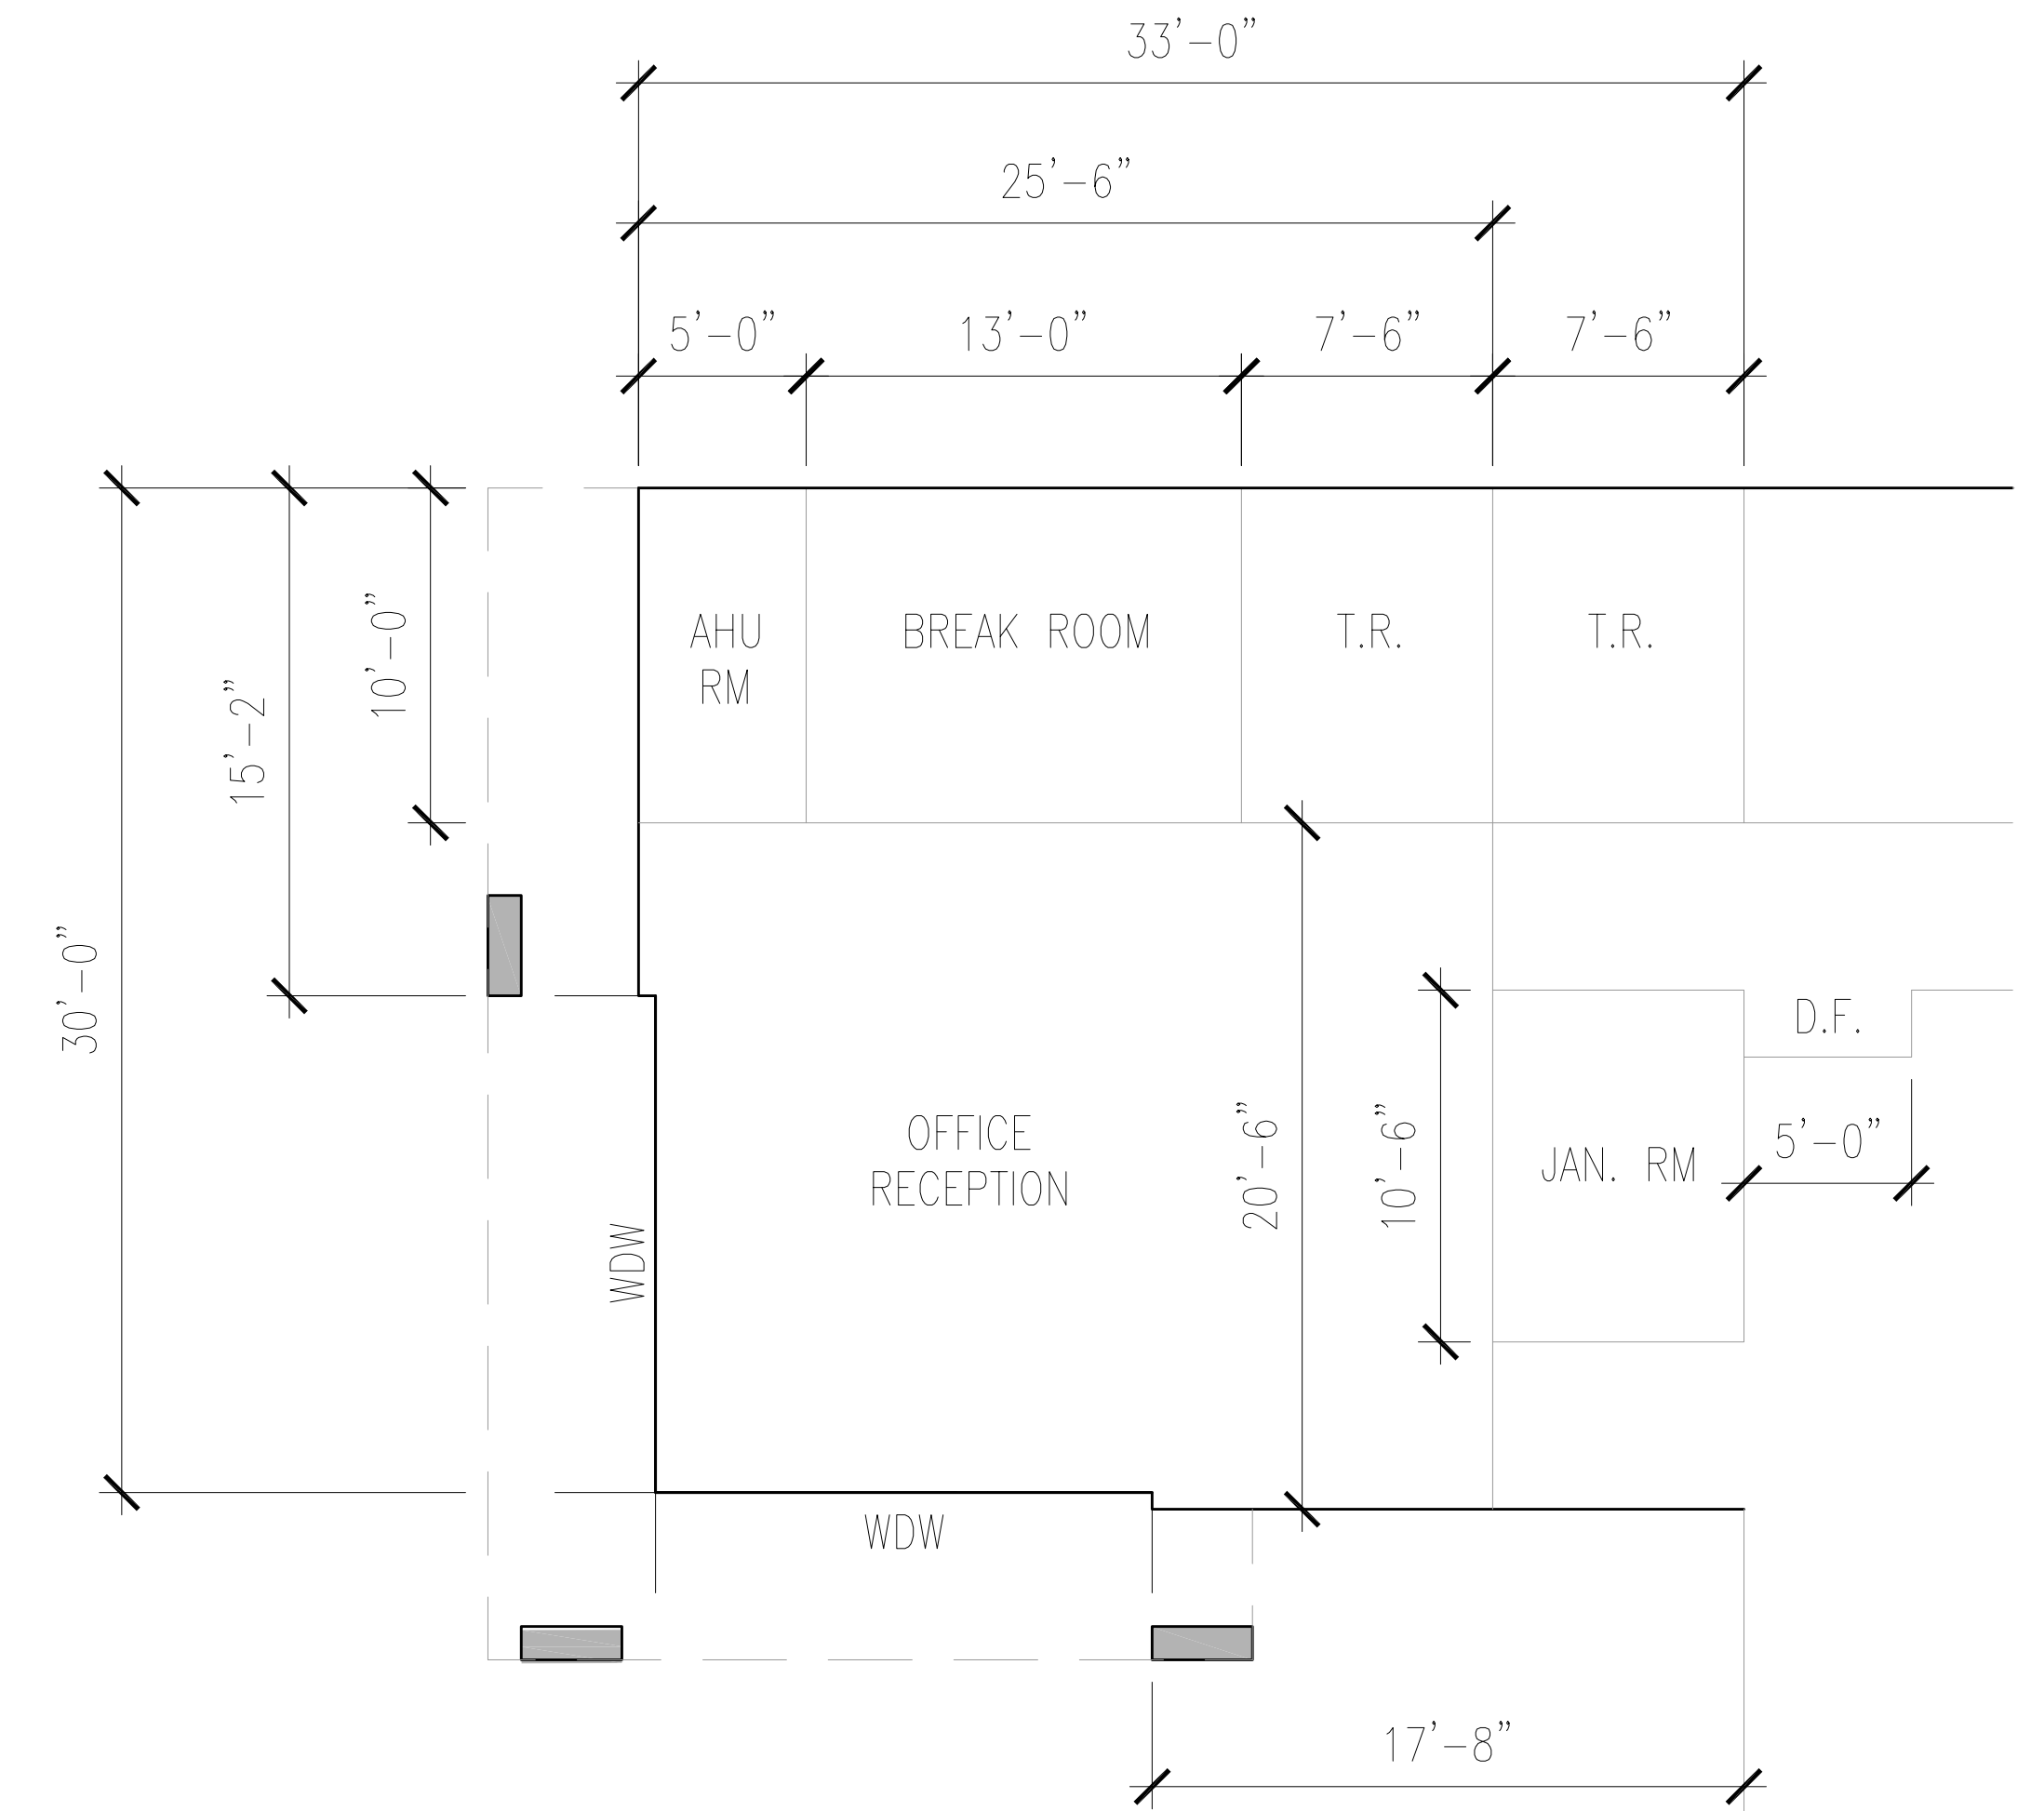 33'-0"
25'-6"
5'-0"
13'-0"
7'-6"
7'-6"
10'-0"
15'-2"
30'-0"
AHU
RM
BREAK ROOM
T.R.
T.R.
D.F.
OFFICE
RECEPTION
20'-6"
10'-6"
JAN. RM
5'-0"
WDW
WDW
17'-8"